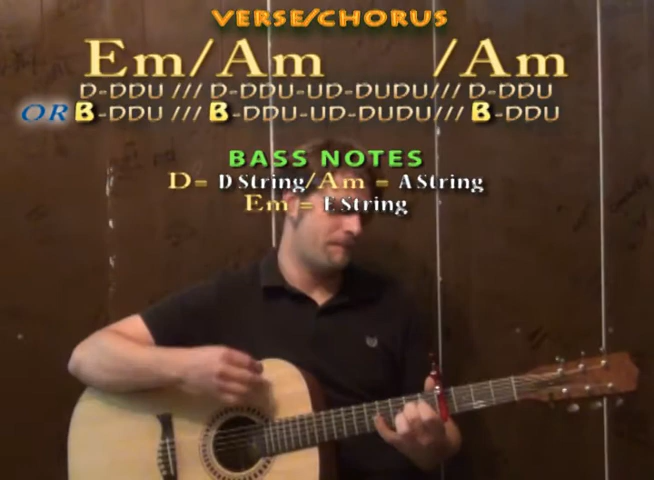 VERSE/CHORUS
Em/Am /Am
D-DDU /// D-DDU-UD-DUDU/// D-DDU
OR B-DDU /// B-DDU-UD-DUDU/// B-DDU
BASS NOTES
D= D String/Am = A String
Em = E String